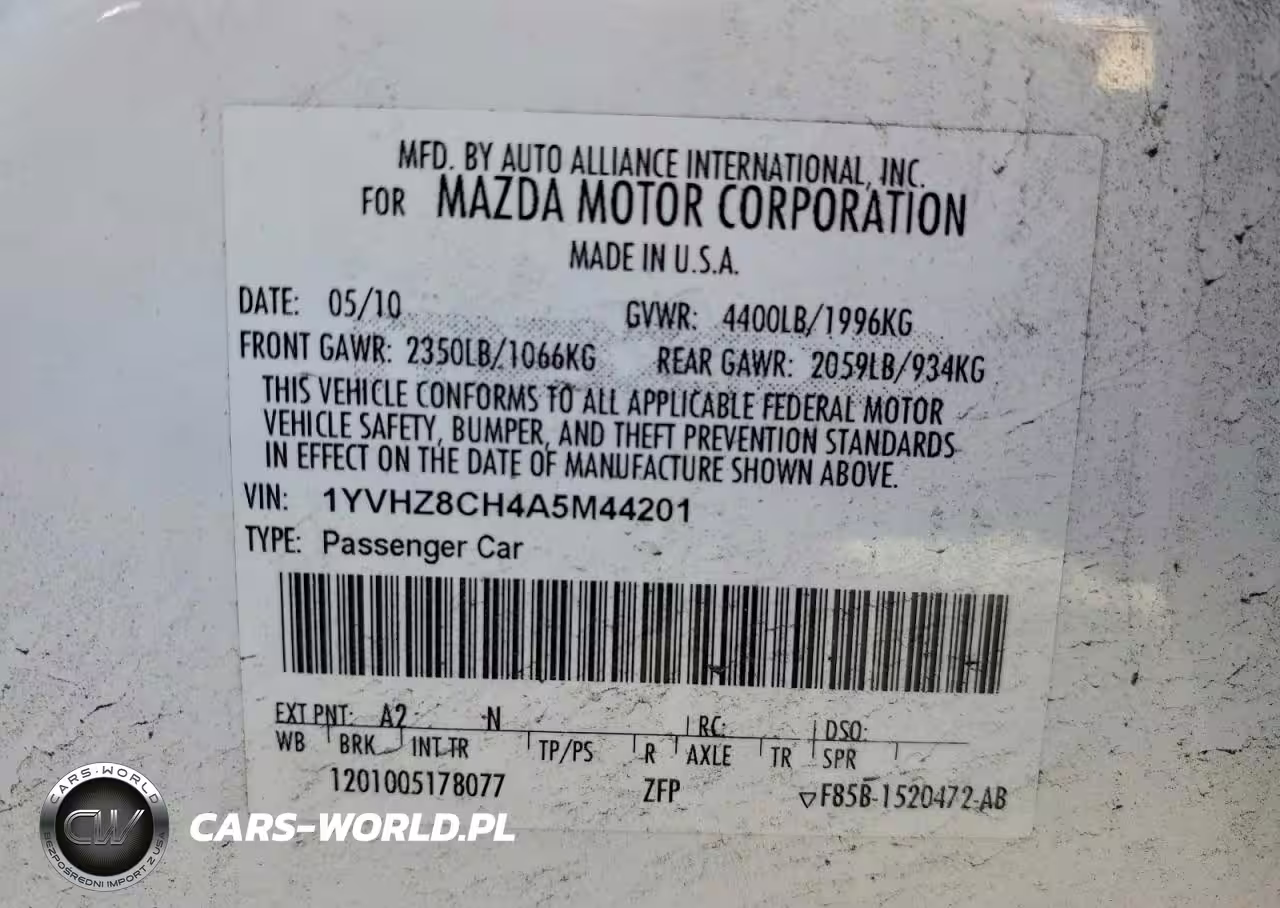 MFD. BY AUTO ALLIANCE INTERNATIONAL, INC.
FOR MAZDA MOTOR CORPORATION
MADE IN U.S.A.
DATE: 05/10 GVWR: 4400LB/1996KG
FRONT GAWR: 2350LB/1066KG REAR GAWR: 2059LB/934KG
THIS VEHICLE CONFORMS TO ALL APPLICABLE FEDERAL MOTOR
VEHICLE SAFETY, BUMPER, AND THEFT PREVENTION STANDARDS
IN EFFECT ON THE DATE OF MANUFACTURE SHOWN ABOVE.
VIN: 1YVHZ8CH4A5M44201
TYPE: Passenger Car
EXT PNT: A2 N RC: DSO:
WB BRK INT TR TP/PS R AXLE TR SPR
1201005178077 ZFP F85B-1520472-AB
CARS-WORLD
CW
BEZPOŚREDNI IMPORT Z USA
CARS-WORLD.PL